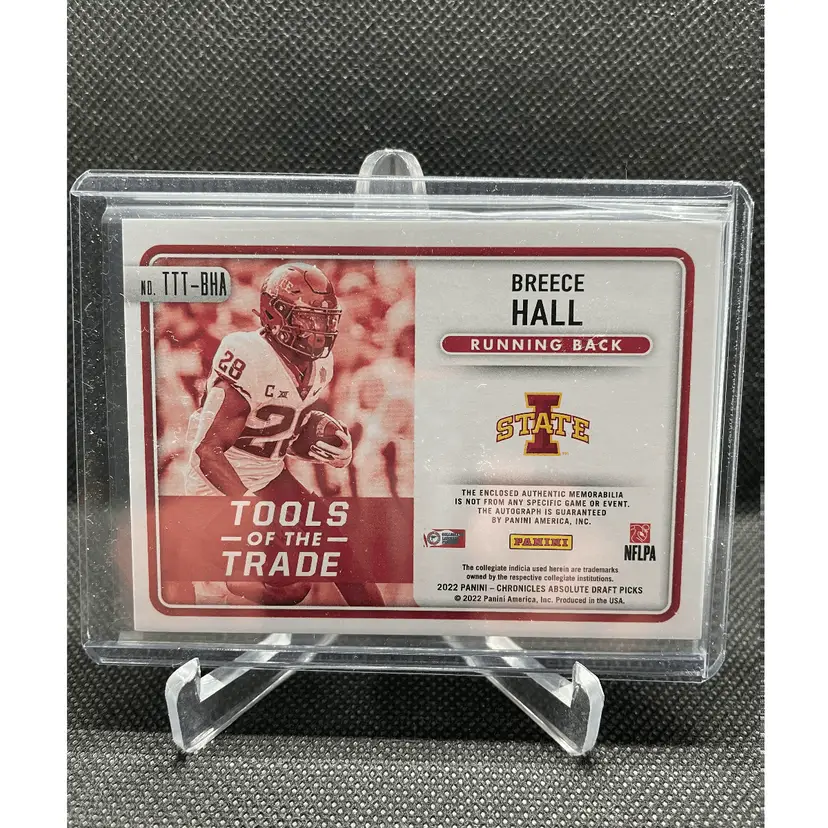 NO. TTT-BHA
28
C XII
28
TOOLS
OF THE
TRADE
BREECE
HALL
RUNNING BACK
I
STATE
THE ENCLOSED AUTHENTIC MEMORABILIA
IS NOT FROM ANY SPECIFIC GAME OR EVENT.
THE AUTOGRAPH IS GUARANTEED
BY PANINI AMERICA, INC.
PANINI
NFLPA
The collegiate indicia used herein are trademarks
owned by the respective collegiate institutions.
2022 PANINI – CHRONICLES ABSOLUTE DRAFT PICKS
© 2022 Panini America, Inc. Produced in the USA.